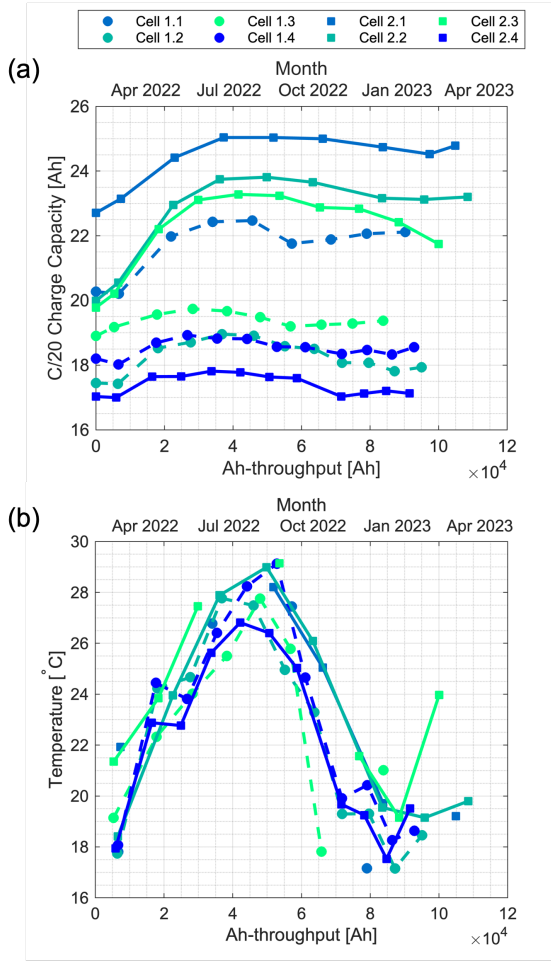 Cell 1.1 Cell 1.3 Cell 2.1 Cell 2.3
Cell 1.2 Cell 1.4 Cell 2.2 Cell 2.4
(a)
Month
Apr 2022 Jul 2022 Oct 2022 Jan 2023 Apr 2023
26
24
22
20
18
16
C/20 Charge Capacity [Ah]
0 2 4 6 8 10 12
Ah-throughput [Ah]
×10⁴
(b)
Month
Apr 2022 Jul 2022 Oct 2022 Jan 2023 Apr 2023
30
28
26
24
22
20
18
16
Temperature [°C]
0 2 4 6 8 10 12
Ah-throughput [Ah]
×10⁴